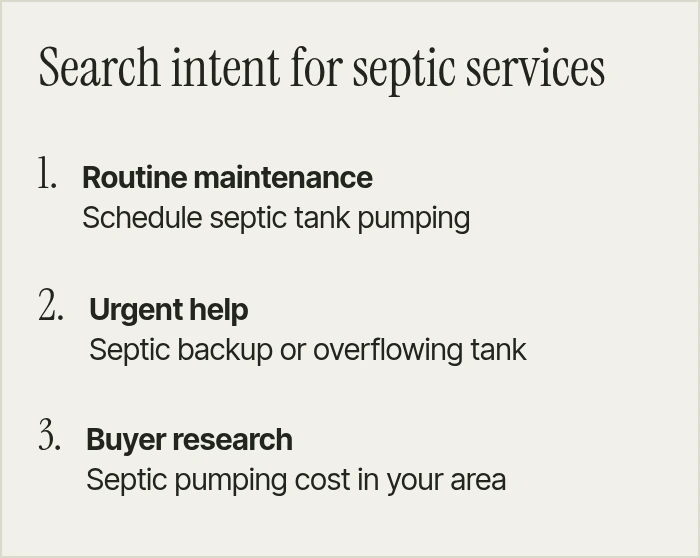 Search intent for septic services
1. Routine maintenance
Schedule septic tank pumping
2. Urgent help
Septic backup or overflowing tank
3. Buyer research
Septic pumping cost in your area